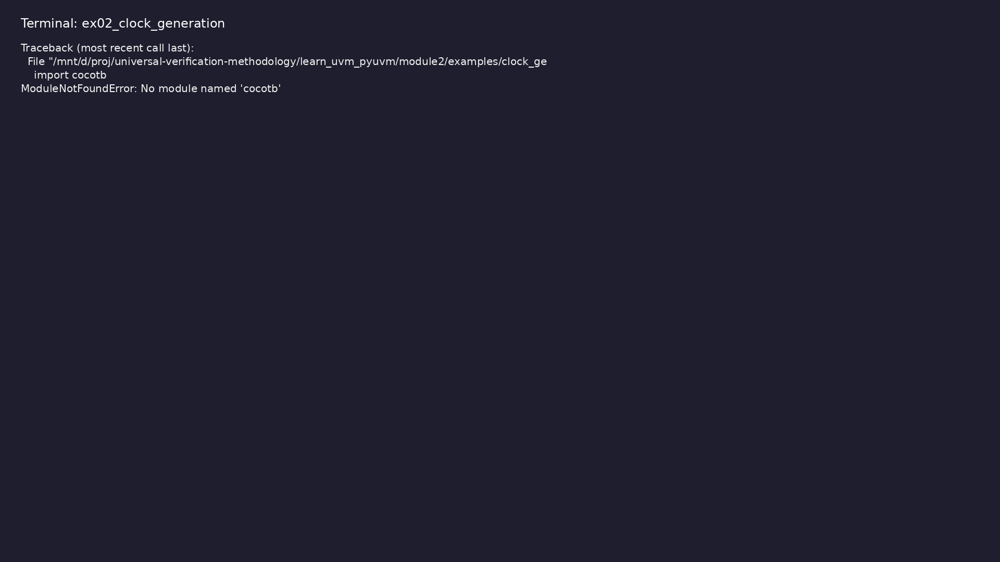 Terminal: ex02_clock_generation
Traceback (most recent call last):
File "/mnt/d/proj/universal-verification-methodology/learn_uvm_pyuvm/module2/examples/clock_ge
import cocotb
ModuleNotFoundError: No module named 'cocotb'